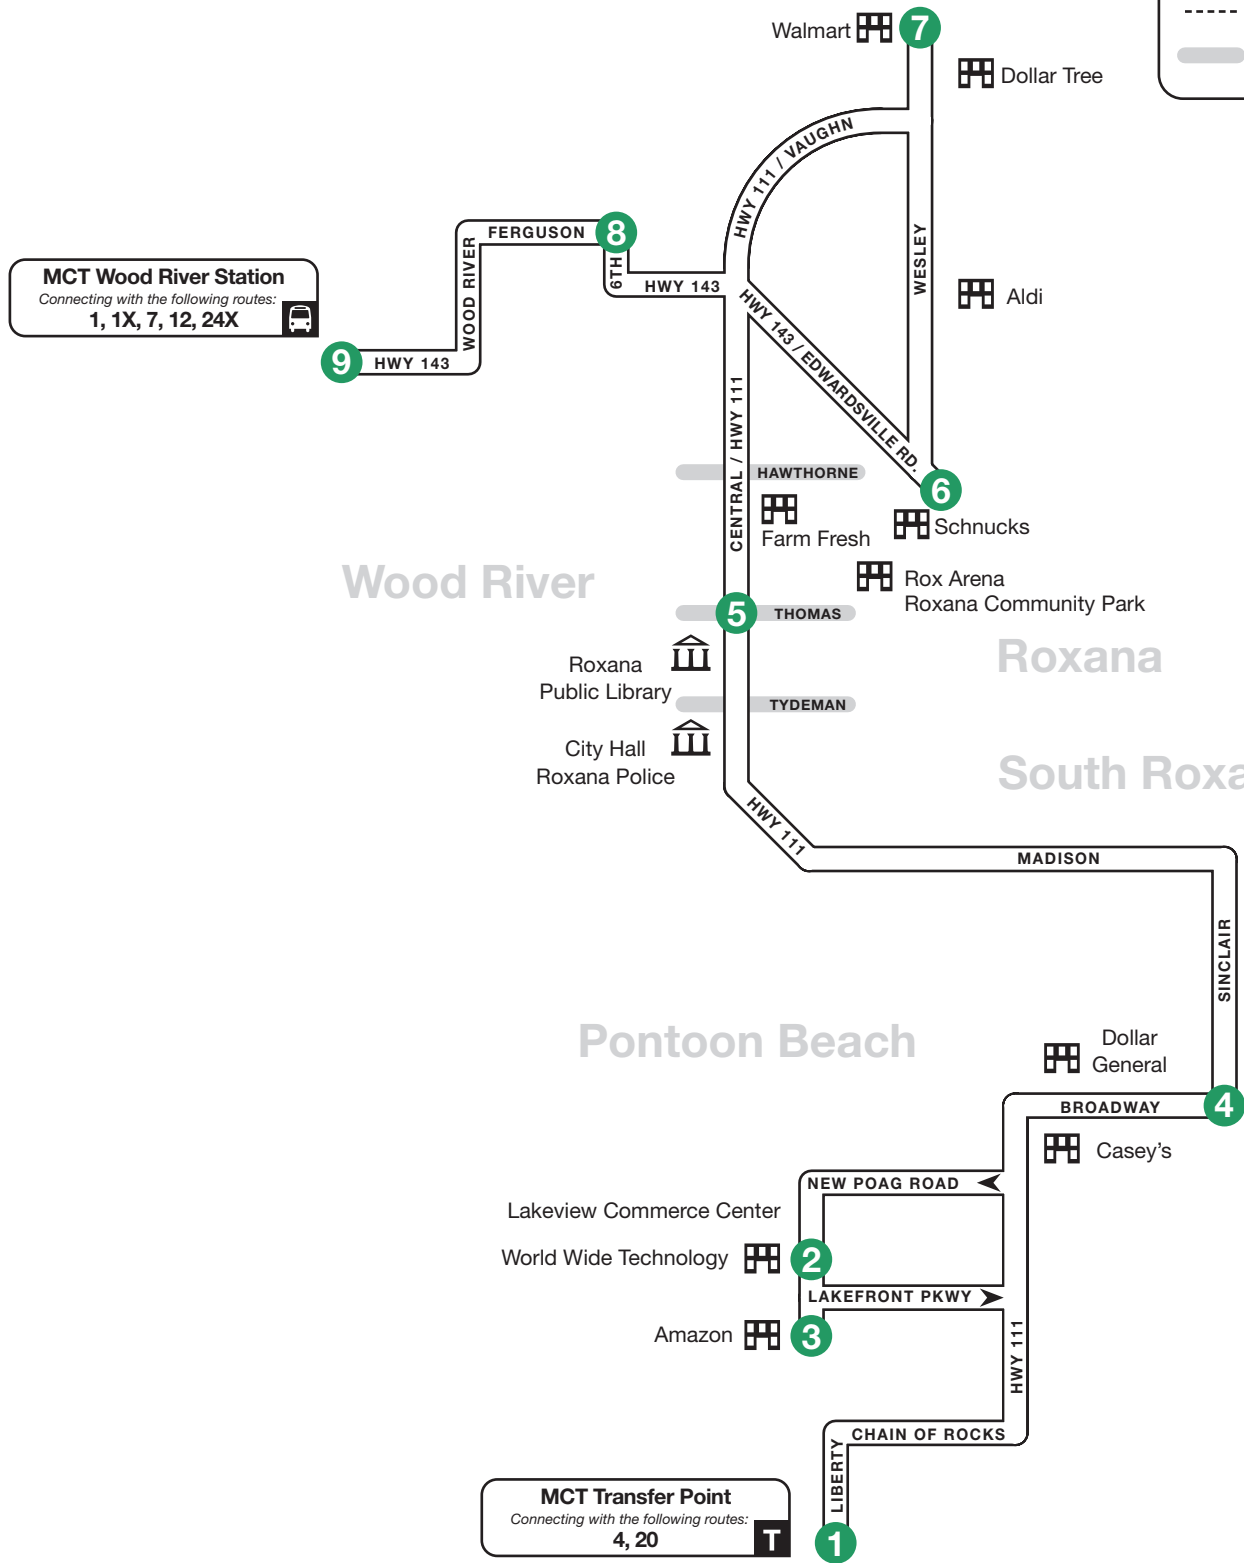 Walmart
7
Dollar Tree
HWY 111 / VAUGHN
WESLEY
FERGUSON
8
6TH
WOOD RIVER
HWY 143
MCT Wood River Station
Connecting with the following routes:
1, 1X, 7, 12, 24X
9
HWY 143
Aldi
HWY 143 / EDWARDSVILLE RD.
CENTRAL / HWY 111
HAWTHORNE
6
Farm Fresh
Schnucks
Wood River
Rox Arena
Roxana Community Park
5
THOMAS
Roxana
Roxana
Public Library
TYDEMAN
City Hall
Roxana Police
South Roxa
HWY 111
MADISON
SINCLAIR
Pontoon Beach
Dollar
General
BROADWAY
4
Casey's
NEW POAG ROAD
Lakeview Commerce Center
World Wide Technology
2
LAKEFRONT PKWY
Amazon
3
HWY 111
CHAIN OF ROCKS
LIBERTY
MCT Transfer Point
Connecting with the following routes:
4, 20
T
1